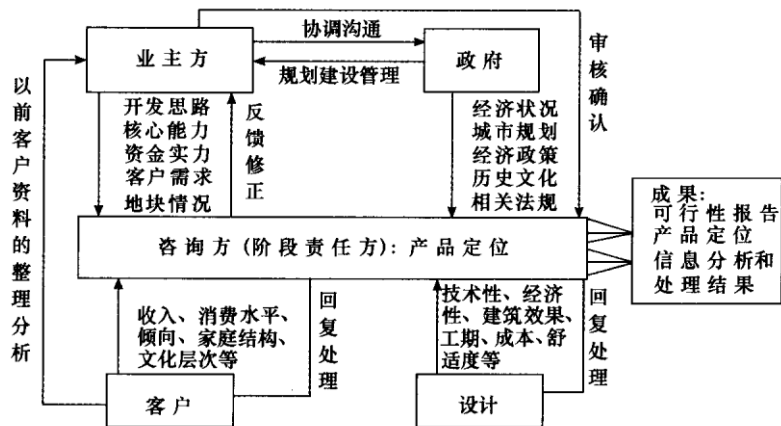 协调沟通
业主方
政府
规划建设管理
审核确认
以前客户资料的整理分析
开发思路
核心能力
资金实力
客户需求
地块情况
反馈修正
经济状况
城市规划
经济政策
历史文化
相关法规
成果:
可行性报告
产品定位
信息分析和
处理结果
咨询方(阶段责任方):产品定位
收入、消费水平、
倾向、家庭结构、
文化层次等
回复处理
技术性、经济
性、建筑效果、
工期、成本、舒
适度等
回复处理
客户
设计